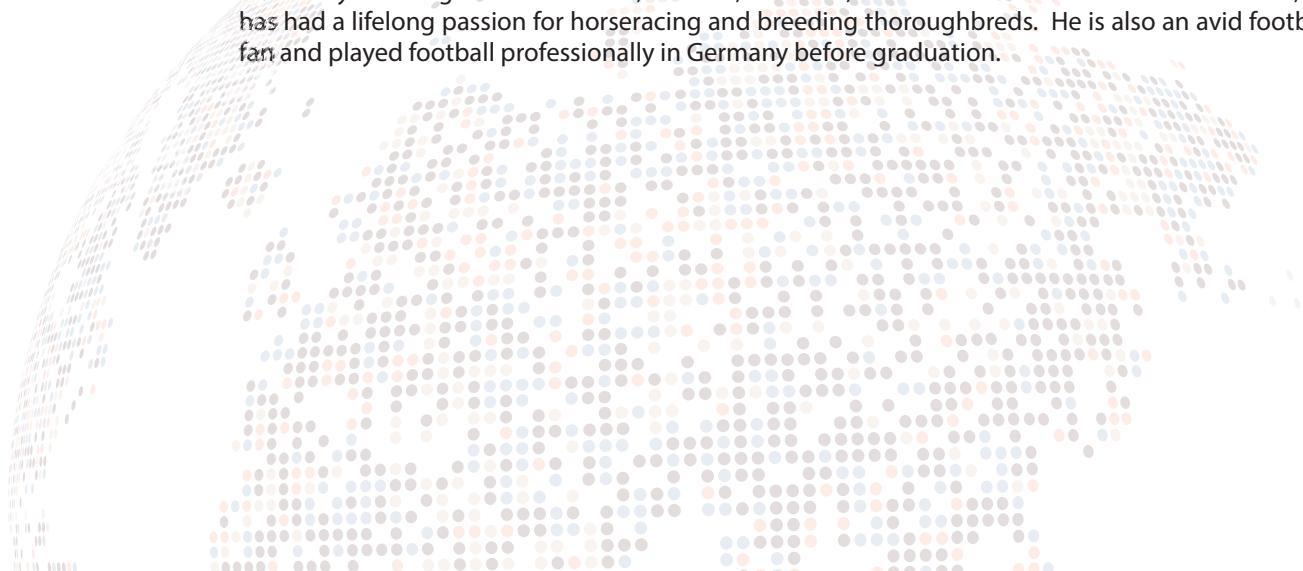 has had a lifelong passion for horseracing and breeding thoroughbreds. He is also an avid footb
fan and played football professionally in Germany before graduation.